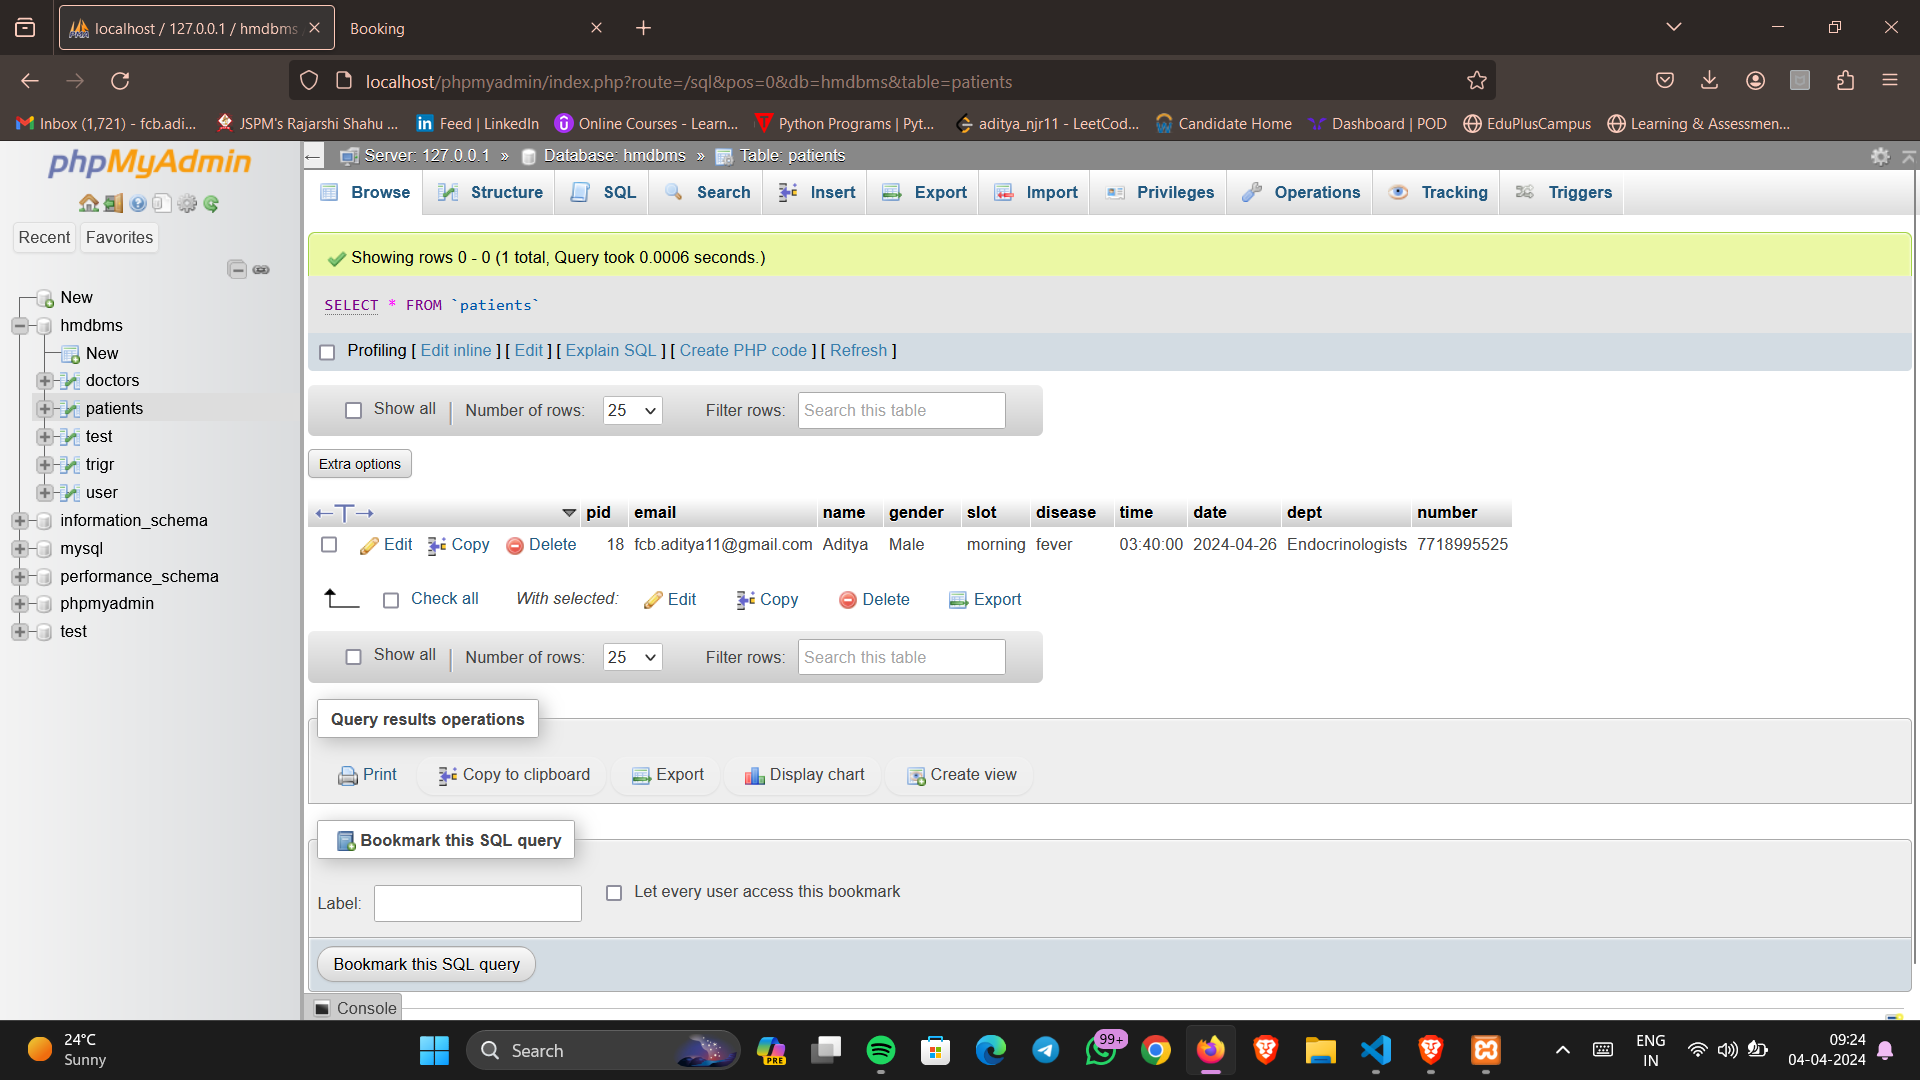 localhost / 127.0.0.1 / hmdbms
Booking
localhost/phpmyadmin/index.php?route=/sql&pos=0&db=hmdbms&table=patients
Inbox (1,721) - fcb.adi...
JSPM's Rajarshi Shahu ...
Feed | LinkedIn
Online Courses - Learn...
Python Programs | Pyt...
aditya_njr11 - LeetCod...
Candidate Home
Dashboard | POD
EduPlusCampus
Learning & Assessmen...
phpMyAdmin
Recent
Favorites
New
hmdbms
New
doctors
patients
test
trigr
user
information_schema
mysql
performance_schema
phpmyadmin
test
Server: 127.0.0.1 » Database: hmdbms » Table: patients
Browse
Structure
SQL
Search
Insert
Export
Import
Privileges
Operations
Tracking
Triggers
Showing rows 0 - 0 (1 total, Query took 0.0006 seconds.)
SELECT * FROM `patients`
Profiling [ Edit inline ] [ Edit ] [ Explain SQL ] [ Create PHP code ] [ Refresh ]
Show all | Number of rows: 25 Filter rows: Search this table
Extra options
←T→ pid email name gender slot disease time date dept number
Edit Copy Delete 18 fcb.aditya11@gmail.com Aditya Male morning fever 03:40:00 2024-04-26 Endocrinologists 7718995525
Check all With selected: Edit Copy Delete Export
Show all | Number of rows: 25 Filter rows: Search this table
Query results operations
Print Copy to clipboard Export Display chart Create view
Bookmark this SQL query
Label: Let every user access this bookmark
Bookmark this SQL query
Console
24°C
Sunny
Search
PRE
99+
ENG
IN
09:24
04-04-2024